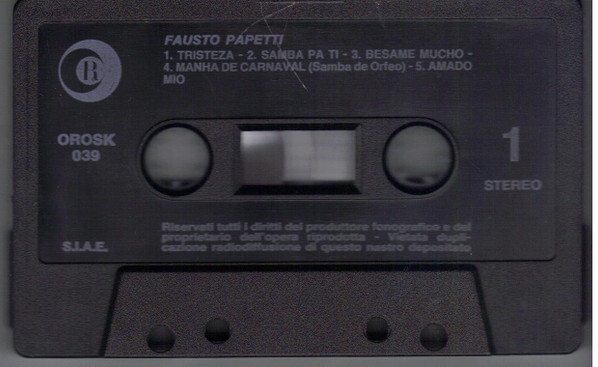 FAUSTO PAPETTI
1. TRISTEZA - 2. SAMBA PA TI - 3. BESAME MUCHO -
4. MANHA DE CARNAVAL (Samba de Orfeo) - 5. AMADO
MIO
R
OROSK
039
1
STEREO
S.I.A.E.
Riservati tutti i diritti del produttore fonografico e del
proprietario dell'opera riprodotta - Vietata dupli-
cazione radiodiffusione di questo nastro depositato